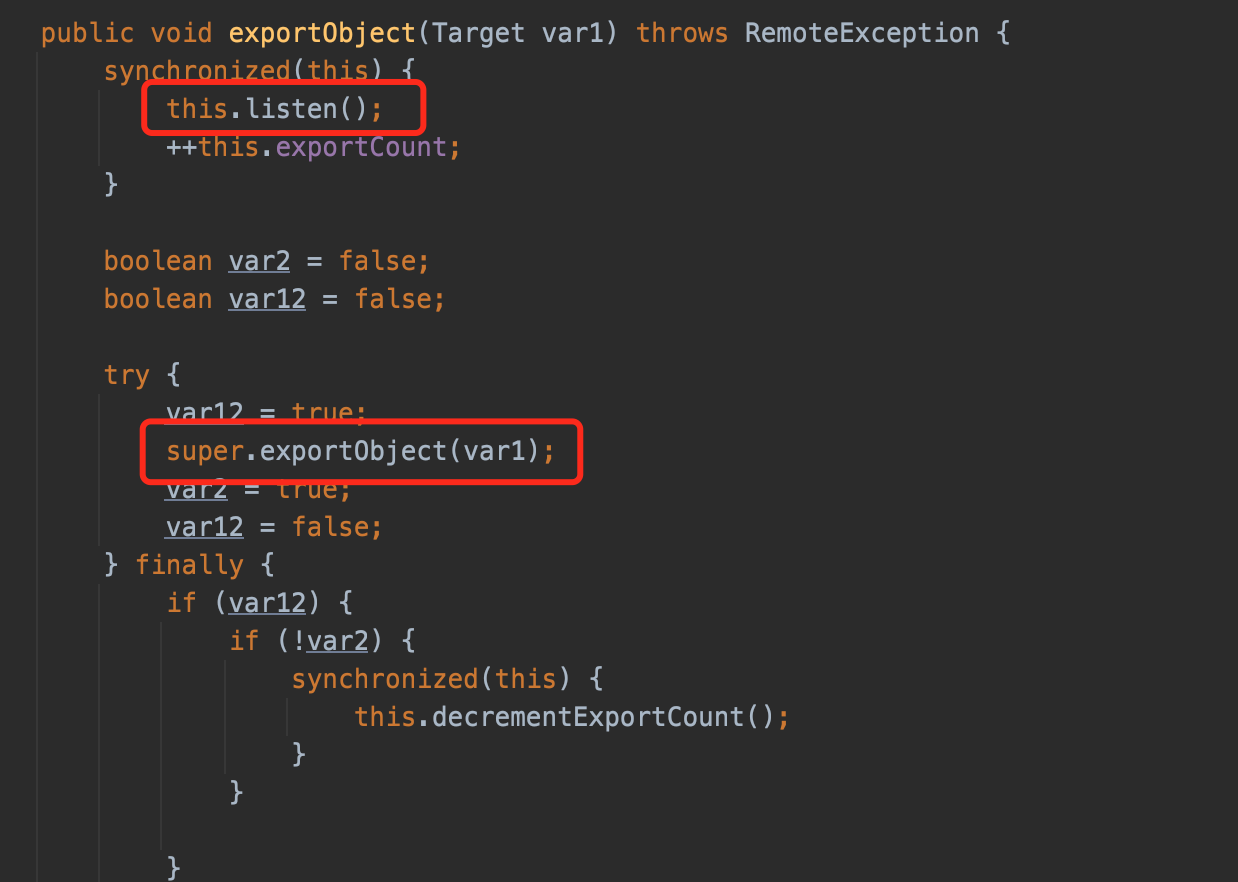 public void exportObject(Target var1) throws RemoteException {
synchronized(this) {
this.listen();
++this.exportCount;
}
boolean var2 = false;
boolean var12 = false;
try {
var12 = true;
super.exportObject(var1);
var2 = true;
var12 = false;
} finally {
if (var12) {
if (!var2) {
synchronized(this) {
this.decrementExportCount();
}
}
}